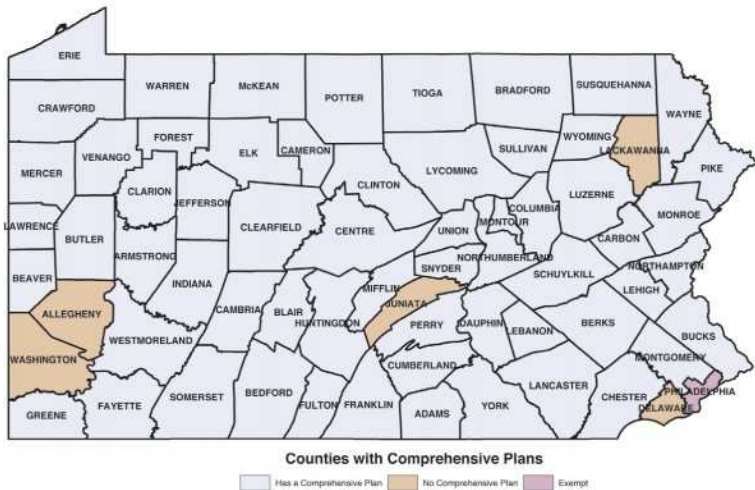 ERIE
WARREN
McKEAN
POTTER
TIOGA
BRADFORD
SUSQUEHANNA
CRAWFORD
WAYNE
FOREST
WYOMING
LACKAWANNA
VENANGO
ELK
CAMERON
SULLIVAN
MERCER
LYCOMING
PIKE
CLARION
CLINTON
JEFFERSON
COLUMBIA
LUZERNE
LAWRENCE
MONTOUR
MONROE
CLEARFIELD
CENTRE
UNION
BUTLER
CARBON
ARMSTRONG
NORTHUMBERLAND
SNYDER
NORTHAMPTON
BEAVER
SCHUYLKILL
INDIANA
MIFFLIN
LEHIGH
JUNIATA
ALLEGHENY
CAMBRIA
BLAIR
HUNTINGDON
DAUPHIN
PERRY
LEBANON
BERKS
WESTMORELAND
BUCKS
WASHINGTON
MONTGOMERY
CUMBERLAND
LANCASTER
PHILADELPHIA
SOMERSET
BEDFORD
CHESTER
FAYETTE
FULTON
FRANKLIN
YORK
DELAWARE
GREENE
ADAMS
Counties with Comprehensive Plans
Has a Comprehensive Plan
No Comprehensive Plan
Exempt